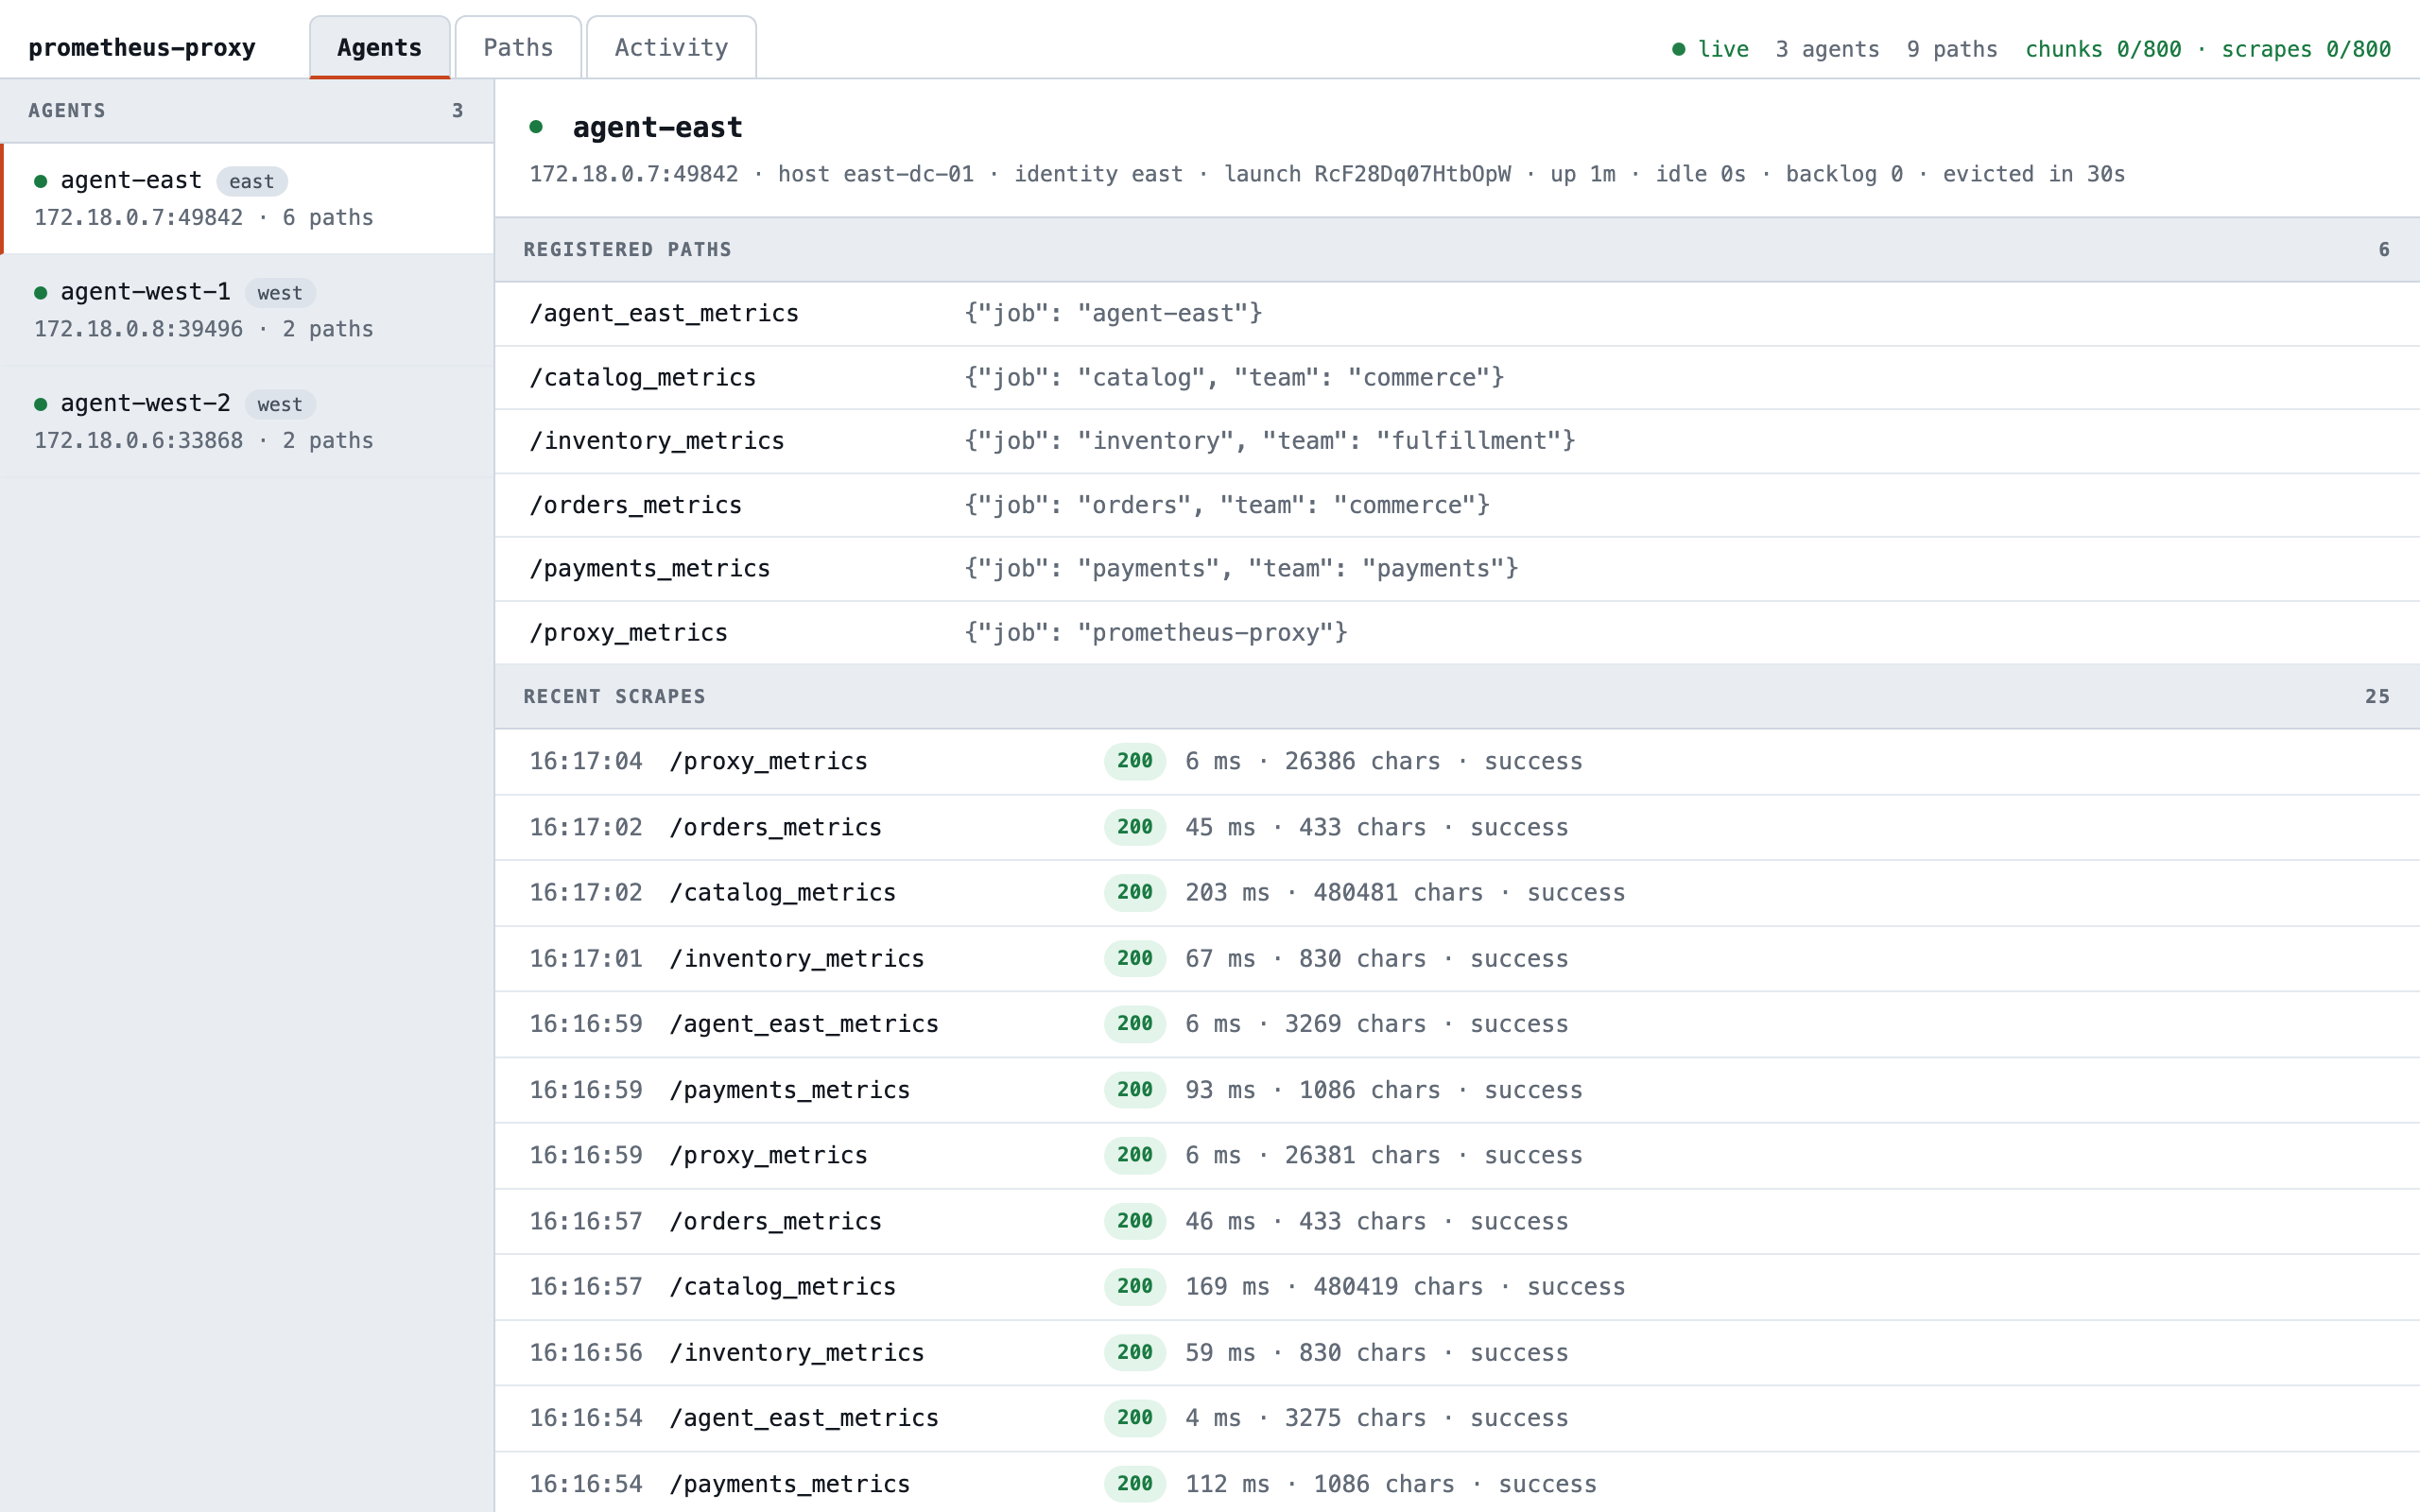 prometheus-proxy Agents Paths Activity live 3 agents 9 paths chunks 0/800 · scrapes 0/800
AGENTS 3
agent-east east
172.18.0.7:49842 · 6 paths
agent-west-1 west
172.18.0.8:39496 · 2 paths
agent-west-2 west
172.18.0.6:33868 · 2 paths
agent-east
172.18.0.7:49842 · host east-dc-01 · identity east · launch RcF28Dq07HtbOpW · up 1m · idle 0s · backlog 0 · evicted in 30s
REGISTERED PATHS 6
/agent_east_metrics {"job": "agent-east"}
/catalog_metrics {"job": "catalog", "team": "commerce"}
/inventory_metrics {"job": "inventory", "team": "fulfillment"}
/orders_metrics {"job": "orders", "team": "commerce"}
/payments_metrics {"job": "payments", "team": "payments"}
/proxy_metrics {"job": "prometheus-proxy"}
RECENT SCRAPES 25
16:17:04 /proxy_metrics 200 6 ms · 26386 chars · success
16:17:02 /orders_metrics 200 45 ms · 433 chars · success
16:17:02 /catalog_metrics 200 203 ms · 480481 chars · success
16:17:01 /inventory_metrics 200 67 ms · 830 chars · success
16:16:59 /agent_east_metrics 200 6 ms · 3269 chars · success
16:16:59 /payments_metrics 200 93 ms · 1086 chars · success
16:16:59 /proxy_metrics 200 6 ms · 26381 chars · success
16:16:57 /orders_metrics 200 46 ms · 433 chars · success
16:16:57 /catalog_metrics 200 169 ms · 480419 chars · success
16:16:56 /inventory_metrics 200 59 ms · 830 chars · success
16:16:54 /agent_east_metrics 200 4 ms · 3275 chars · success
16:16:54 /payments_metrics 200 112 ms · 1086 chars · success